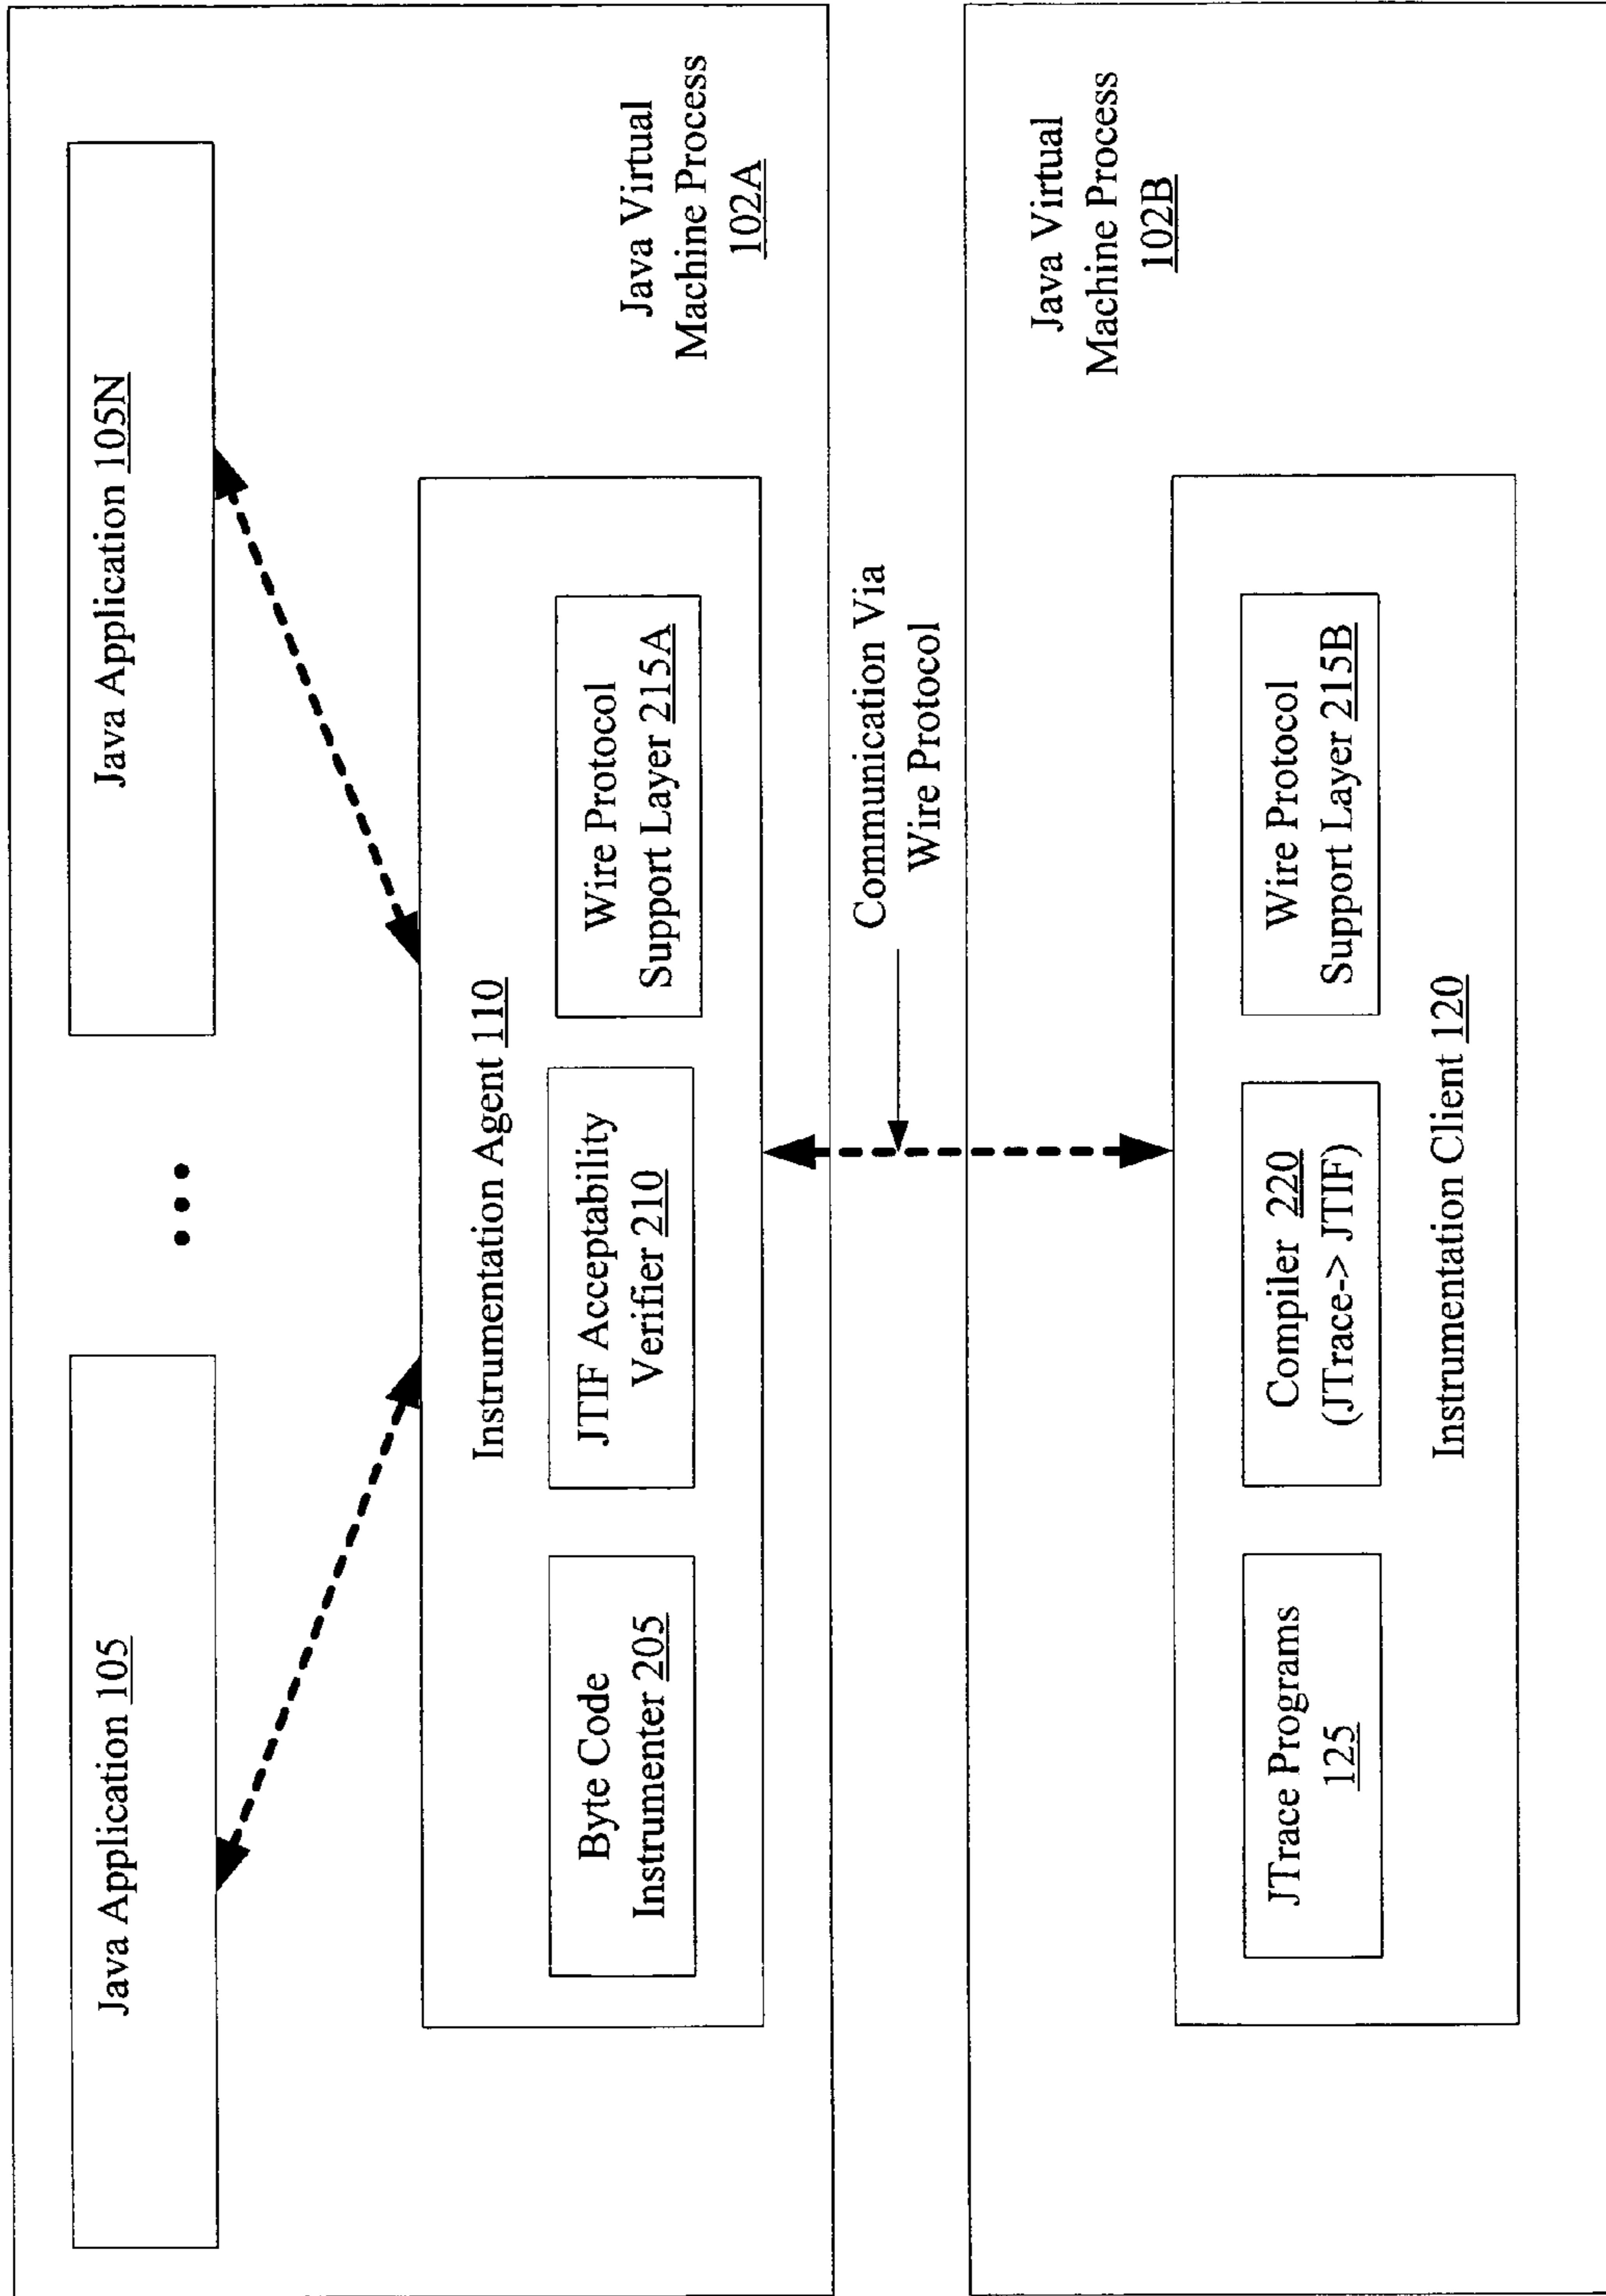 Java Application 105
• • •
Java Application 105N
Instrumentation Agent 110
Byte Code
Instrumenter 205
JTIF Acceptability
Verifier 210
Wire Protocol
Support Layer 215A
Java Virtual
Machine Process
102A
Communication Via
Wire Protocol
Java Virtual
Machine Process
102B
JTrace Programs
125
Compiler 220
(JTrace-> JTIF)
Wire Protocol
Support Layer 215B
Instrumentation Client 120